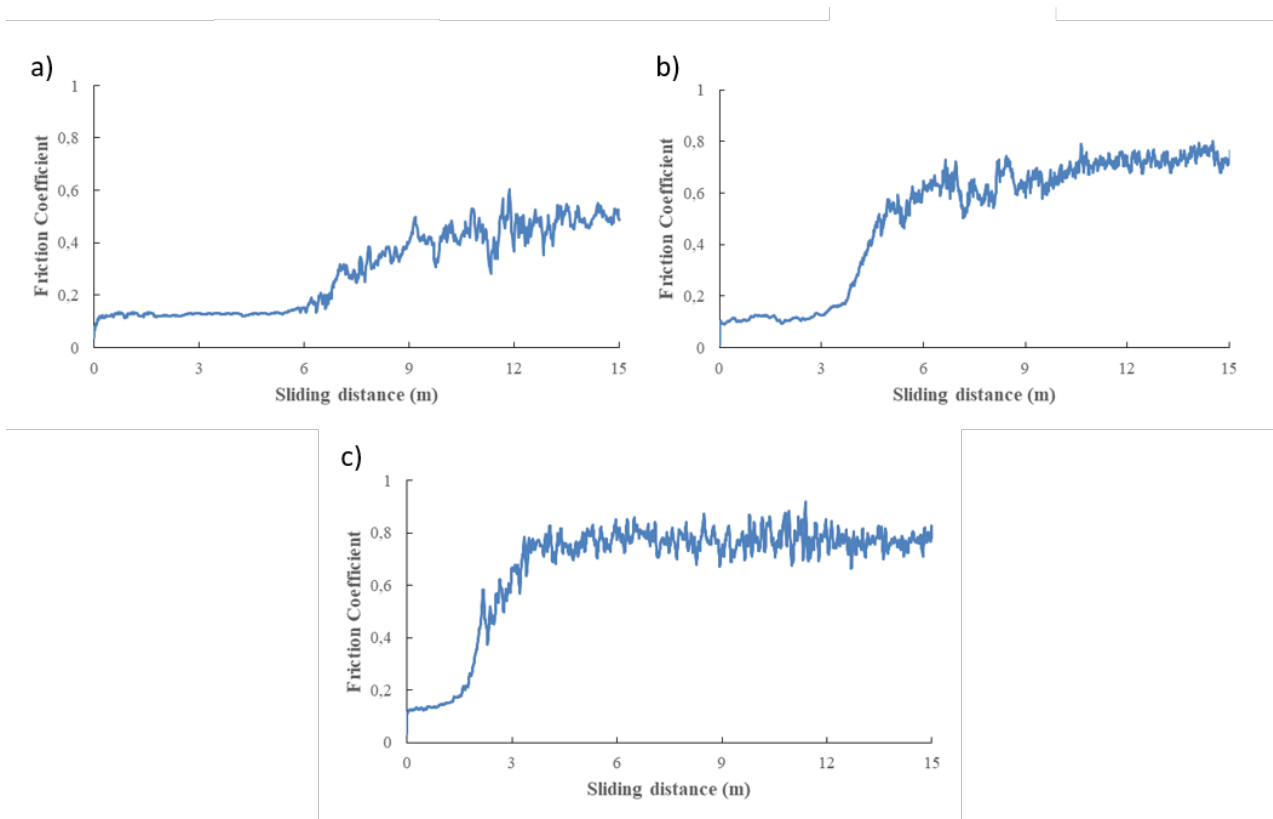 a)
Friction Coefficient
1
0,8
0,6
0,4
0,2
0
0 3 6 9 12 15
Sliding distance (m)
b)
Friction Coefficient
1
0.8
0.6
0.4
0.2
0
0 3 6 9 12 15
Sliding distance (m)
c)
Friction Coefficient
1
0,8
0,6
0,4
0,2
0
0 3 6 9 12 15
Sliding distance (m)